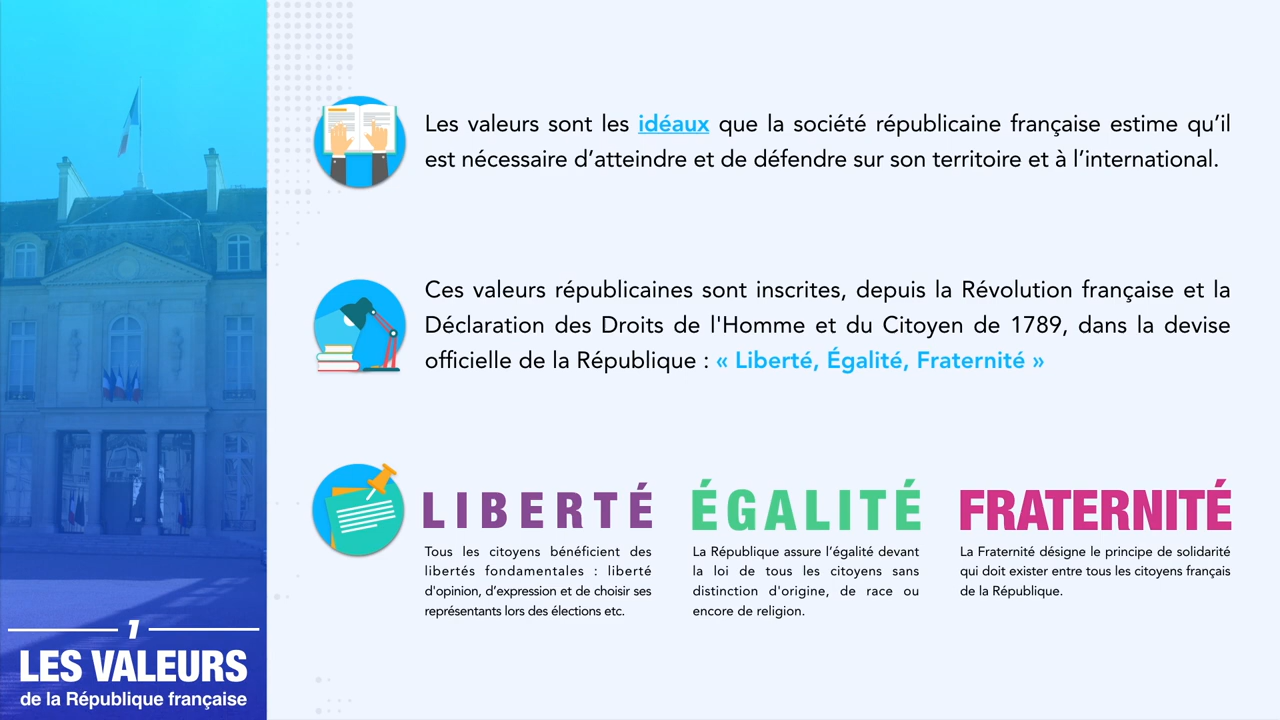 Les valeurs sont les idéaux que la société républicaine française estime qu’il
est nécessaire d’atteindre et de défendre sur son territoire et à l’international.
Ces valeurs républicaines sont inscrites, depuis la Révolution française et la
Déclaration des Droits de l'Homme et du Citoyen de 1789, dans la devise
officielle de la République : « Liberté, Égalité, Fraternité »
LIBERTÉ
Tous les citoyens bénéficient des
libertés fondamentales : liberté
d'opinion, d’expression et de choisir ses
représentants lors des élections etc.
ÉGALITÉ
La République assure l’égalité devant
la loi de tous les citoyens sans
distinction d'origine, de race ou
encore de religion.
FRATERNITÉ
La Fraternité désigne le principe de solidarité
qui doit exister entre tous les citoyens français
de la République.
1
LES VALEURS
de la République française